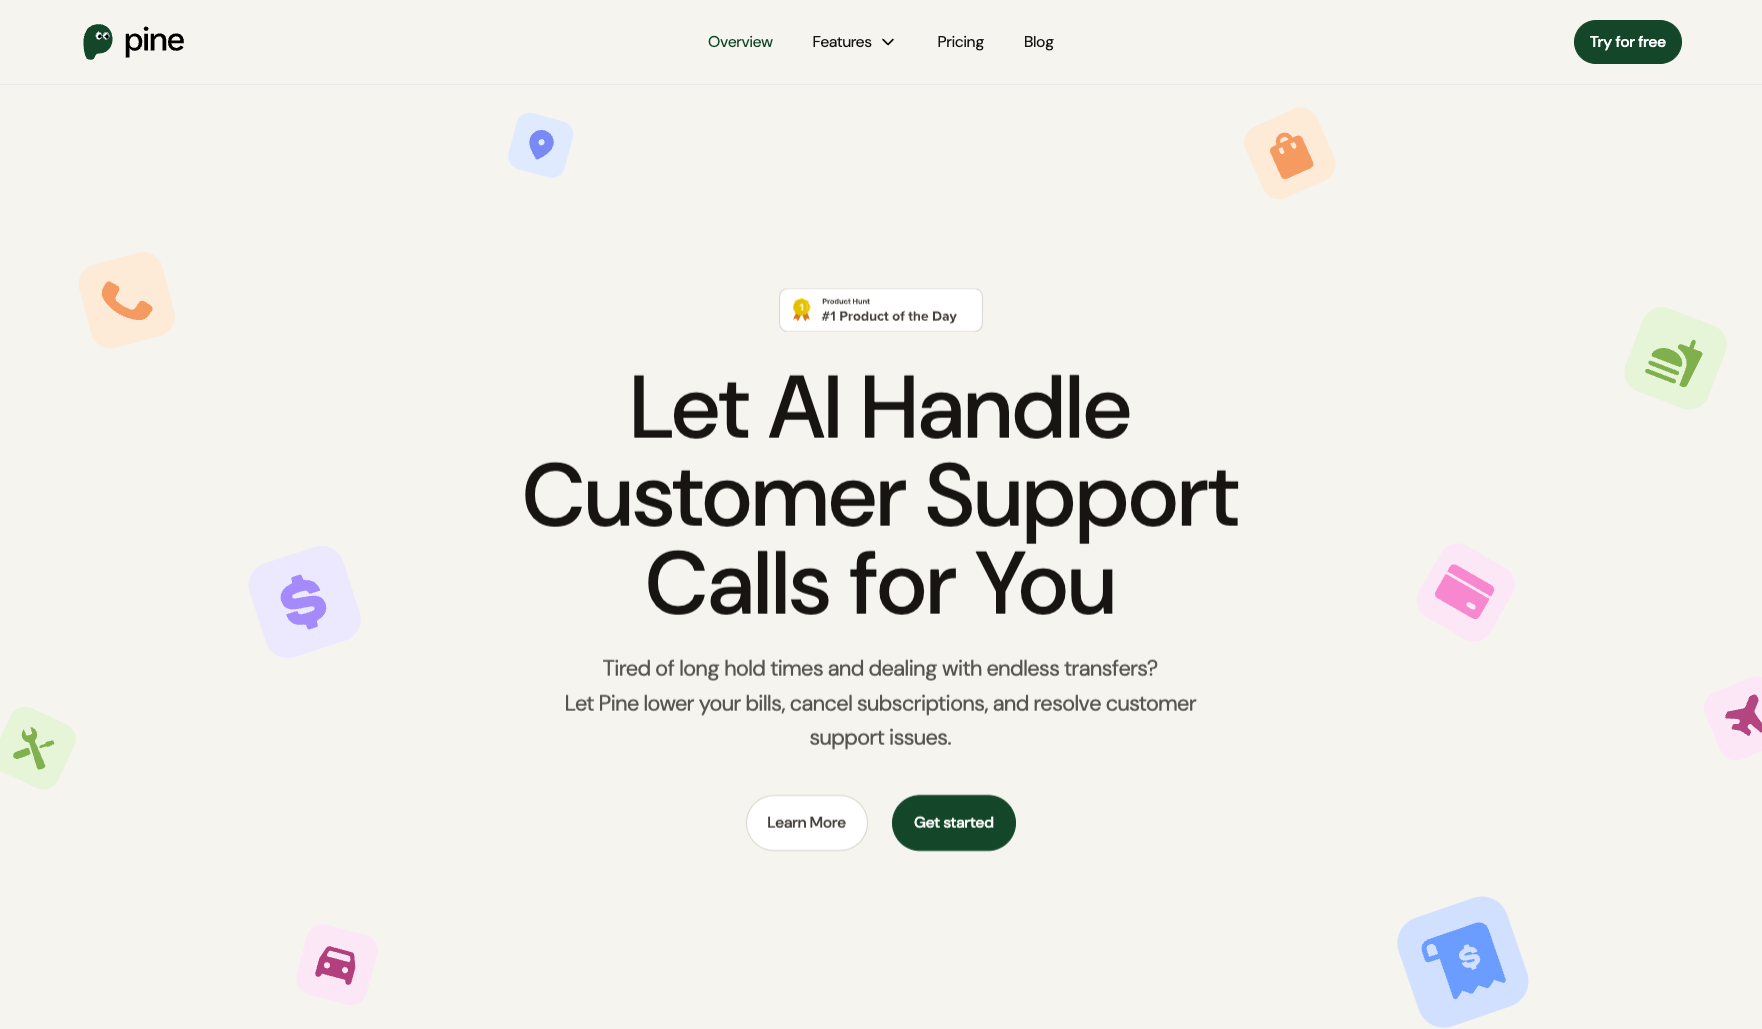 pine
Overview
Features
Pricing
Blog
Try for free
1
Product Hunt
#1 Product of the Day
Let AI Handle
Customer Support
Calls for You
Tired of long hold times and dealing with endless transfers?
Let Pine lower your bills, cancel subscriptions, and resolve customer
support issues.
Learn More
Get started
$
$